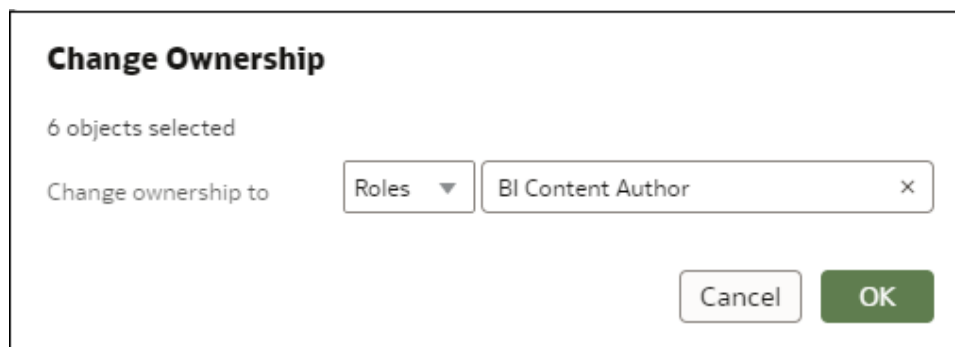 Change Ownership
6 objects selected
Change ownership to Roles BI Content Author
Cancel OK